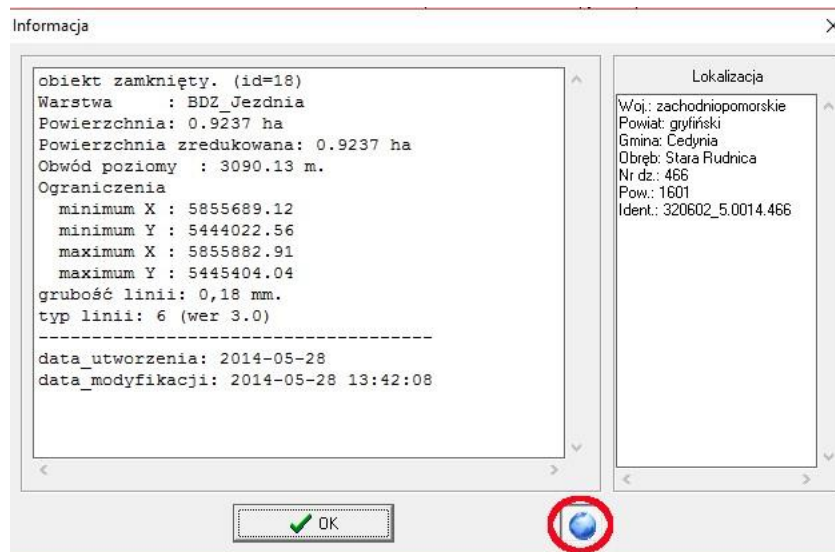 Informacja
obiekt zamknięty. (id=18)
Warstwa : BDZ_Jezdnia
Powierzchnia: 0.9237 ha
Powierzchnia zredukowana: 0.9237 ha
Obwód poziomy : 3090.13 m.
Ograniczenia
minimum X : 5855689.12
minimum Y : 5444022.56
maximum X : 5855882.91
maximum Y : 5445404.04
grubość linii: 0,18 mm.
typ linii: 6 (wer 3.0)
--------------------------------------
data_utworzenia: 2014-05-28
data_modyfikacji: 2014-05-28 13:42:08
Lokalizacja
Woj.: zachodniopomorskie
Powiat: gryfiński
Gmina: Cedynia
Obręb: Stara Rudnica
Nr dz.: 466
Pow.: 1601
Ident.: 320602_5.0014.466
OK